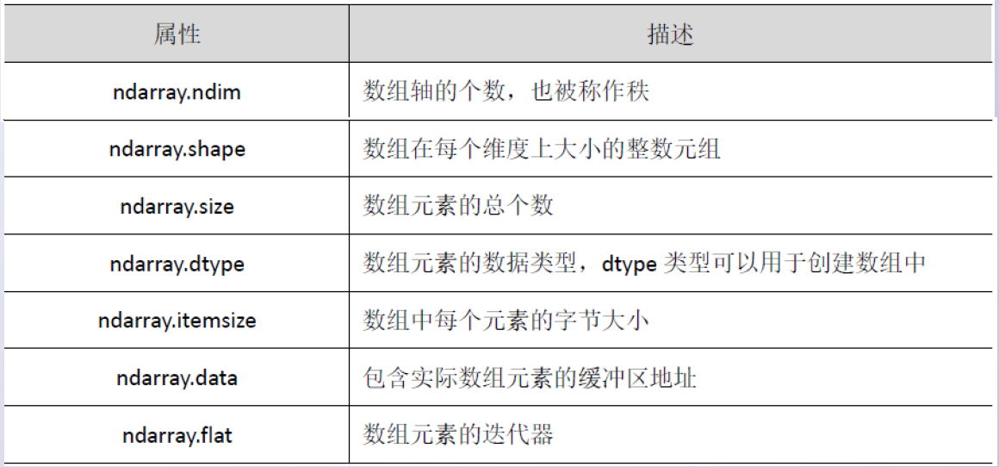 属性 描述
ndarray.ndim 数组轴的个数，也被称作秩
ndarray.shape 数组在每个维度上大小的整数元组
ndarray.size 数组元素的总个数
ndarray.dtype 数组元素的数据类型，dtype 类型可以用于创建数组中
ndarray.itemsize 数组中每个元素的字节大小
ndarray.data 包含实际数组元素的缓冲区地址
ndarray.flat 数组元素的迭代器